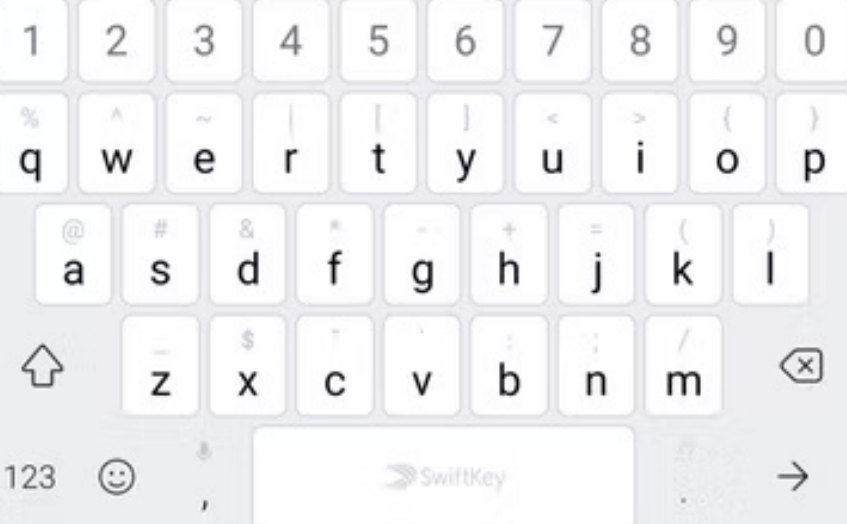 1 2 3 4 5 6 7 8 9 0
% ^ ~ | [ ] < > { }
q w e r t y u i o p
@ # & * - + = ( )
a s d f g h j k l
_ $ " ' : ; /
z x c v b n m
123 , SwiftKey .